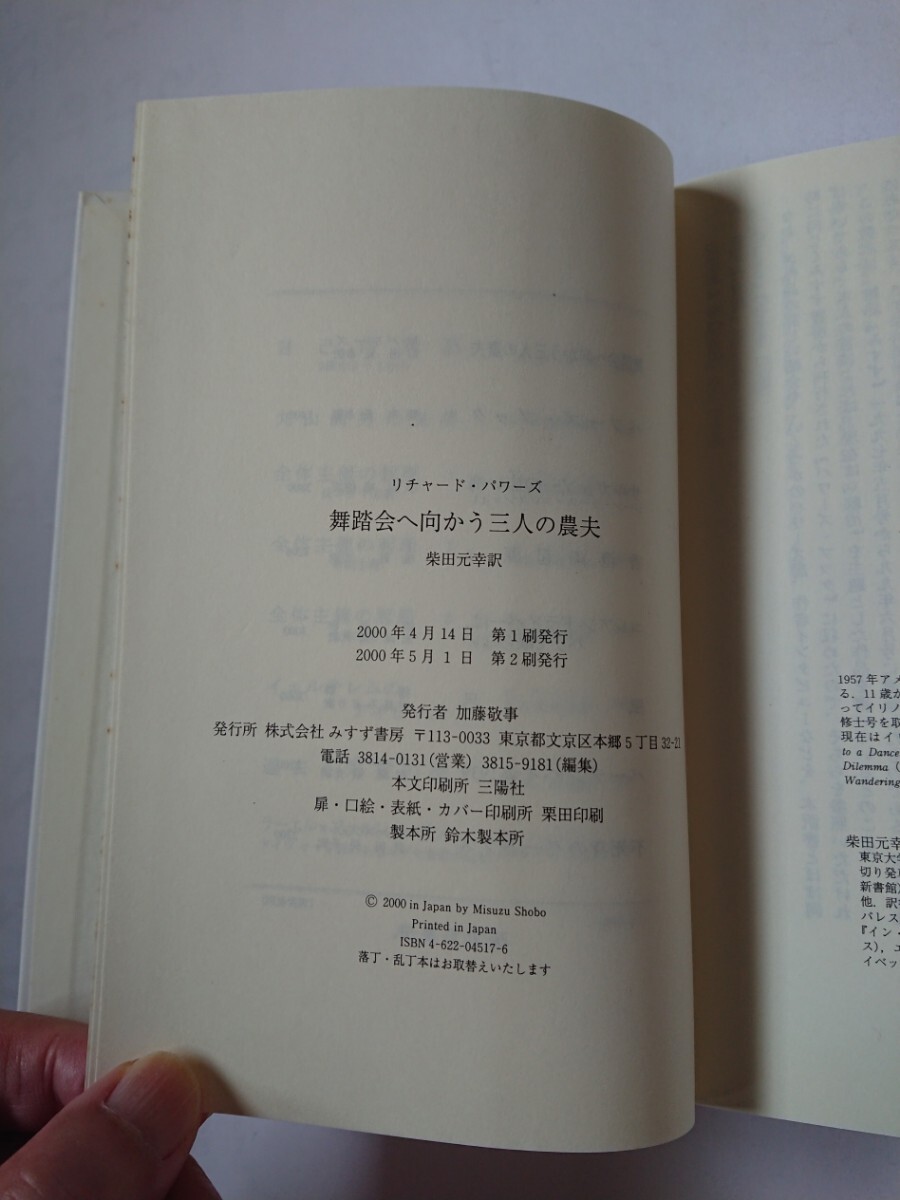 リチャード・パワーズ
舞踏会へ向かう三人の農夫
柴田元幸訳
2000年4月14日 第1刷発行
2000年5月1日 第2刷発行
発行者 加藤敬事
発行所 株式会社 みすず書房 〒113-0033 東京都文京区本郷5丁目32-21
電話 3814-0131(営業) 3815-9181(編集)
本文印刷所 三陽社
扉・口絵・表紙・カバー印刷所 栗田印刷
製本所 鈴木製本所
© 2000 in Japan by Misuzu Shobo
Printed in Japan
ISBN 4-622-04517-6
落丁・乱丁本はお取替えいたします
1957年アメ
る. 11歳か
ってイリノ
修士号を取
現在はイリ
to a Dance
Dilemma (
Wandering
柴田元幸
東京大学
切り発
新書館)
他. 訳
パレス
『イン・
ス), エ
イベッ